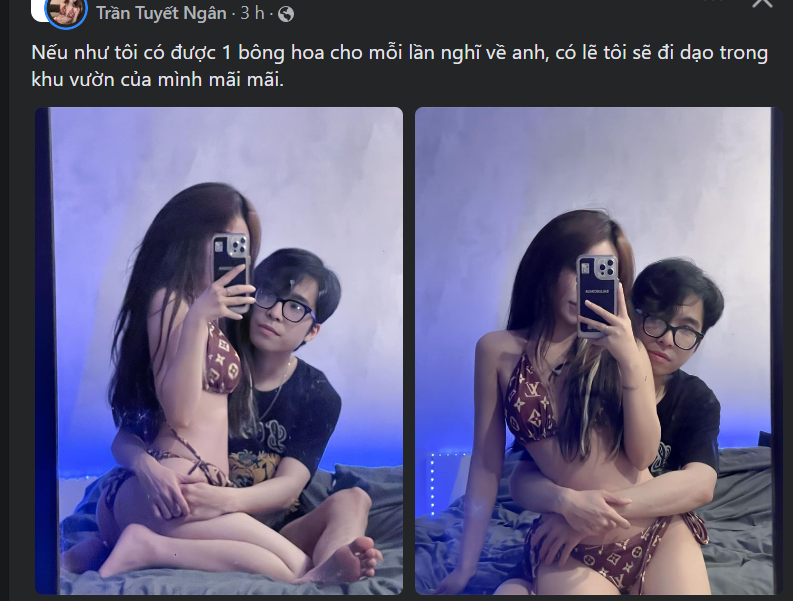 Trần Tuyết Ngân · 3 h ·
Nếu như tôi có được 1 bông hoa cho mỗi lần nghĩ về anh, có lẽ tôi sẽ đi dạo trong
khu vườn của mình mãi mãi.